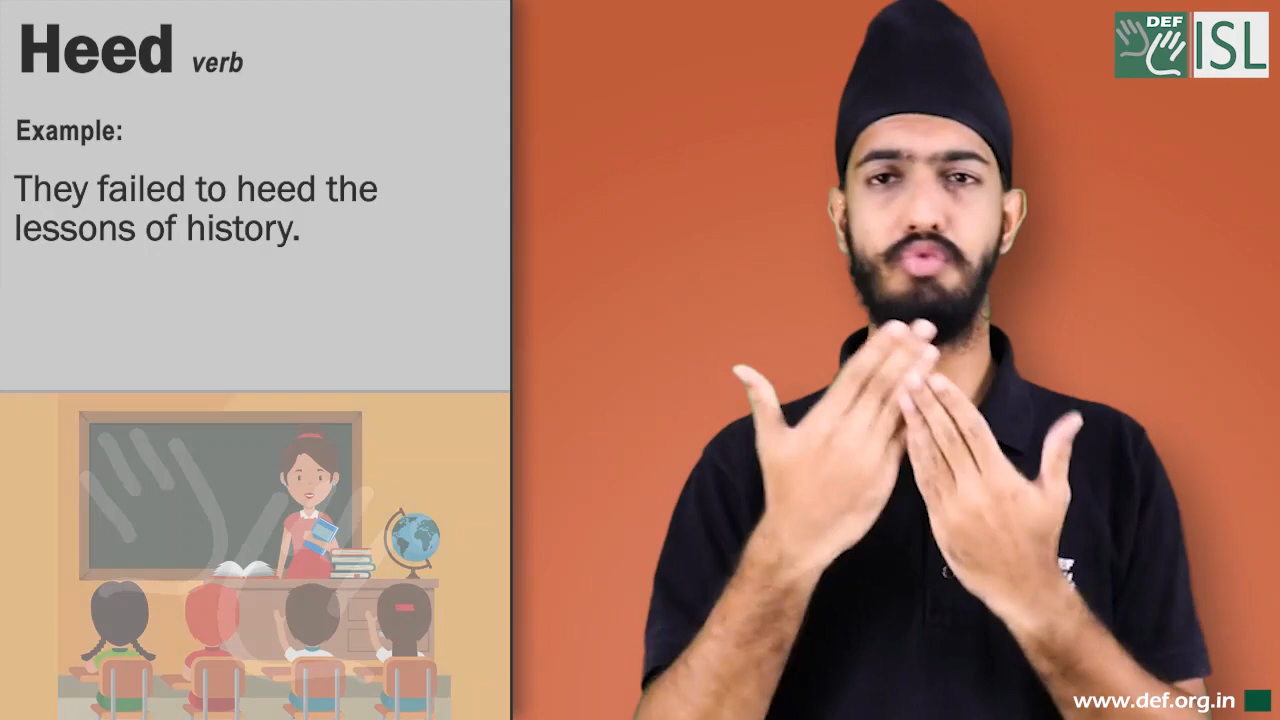 Heed verb
Example:
They failed to heed the
lessons of history.
DEF
ISL
www.def.org.in